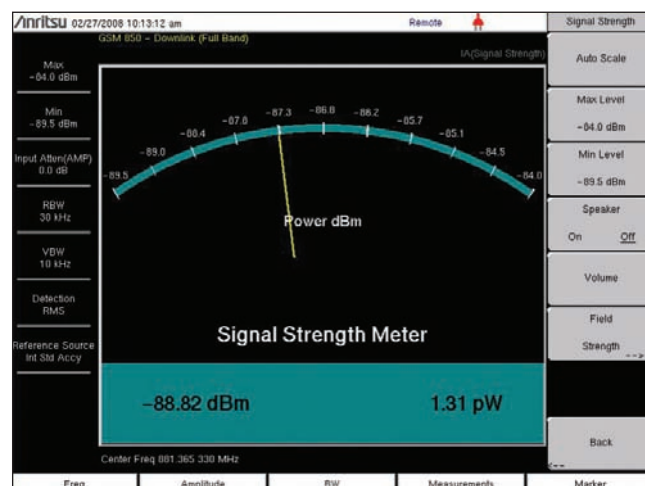 Anritsu 02/27/2008 10:13:12 am Remote Signal Strength
GSM 850 – Downlink (Full Band)
IA(Signal Strength)
Max
-84.0 dBm
Min
-89.5 dBm
Input Atten(AMP)
0.0 dB
RBW
30 kHz
VBW
10 kHz
Detection
RMS
Reference Source
Int Std Accy
-89.5 -89.0 -88.4 -87.8 -87.3 -86.8 -86.2 -85.7 -85.1 -84.5 -84.0
Power dBm
Signal Strength Meter
-88.82 dBm 1.31 pW
Center Freq 881.365 330 MHz
Auto Scale
Max Level
-84.0 dBm
Min Level
-89.5 dBm
Speaker
On Off
Volume
Field
Strength
-->
Back
<--
Freq Amplitude BW Measurements Marker